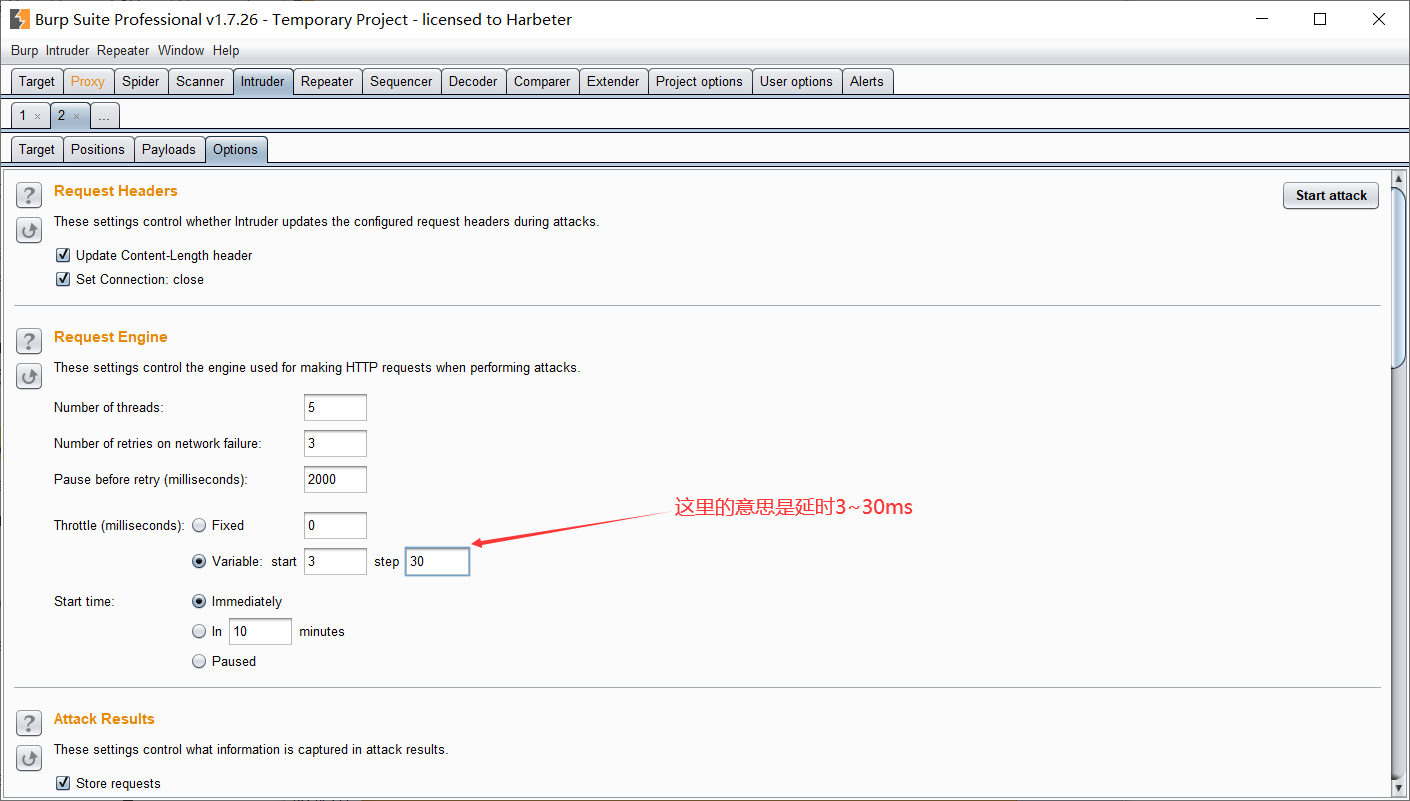 Burp Suite Professional v1.7.26 - Temporary Project - licensed to Harbeter
Burp Intruder Repeater Window Help
Target Proxy Spider Scanner Intruder Repeater Sequencer Decoder Comparer Extender Project options User options Alerts
1 × 2 × ...
Target Positions Payloads Options
? Request Headers
Start attack
These settings control whether Intruder updates the configured request headers during attacks.
Update Content-Length header
Set Connection: close
? Request Engine
These settings control the engine used for making HTTP requests when performing attacks.
Number of threads: 5
Number of retries on network failure: 3
Pause before retry (milliseconds): 2000
这里的意思是延时3~30ms
Throttle (milliseconds): Fixed 0
Variable: start 3 step 30
Start time: Immediately
In 10 minutes
Paused
? Attack Results
These settings control what information is captured in attack results.
Store requests